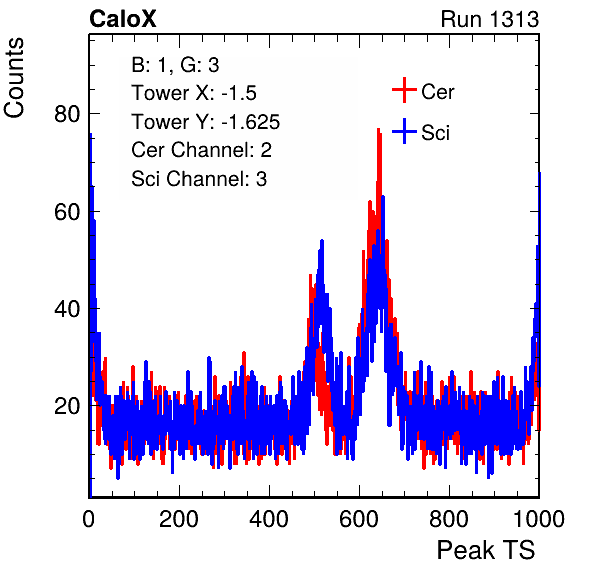 CaloX Run 1313
Counts
B: 1, G: 3
Tower X: -1.5
Tower Y: -1.625
Cer Channel: 2
Sci Channel: 3
Cer
Sci
80
60
40
20
0 200 400 600 800 1000
Peak TS